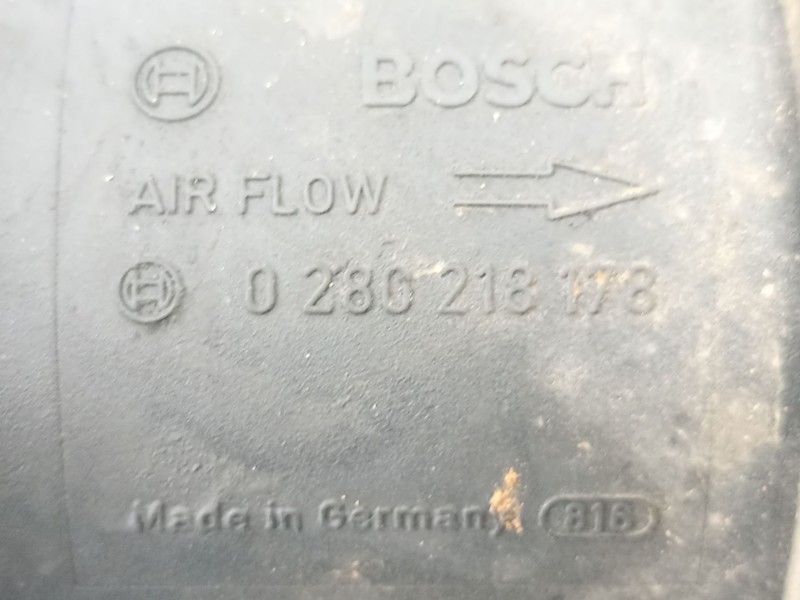 BOSCH
AIR FLOW
0 280 218 178
Made in Germany 816